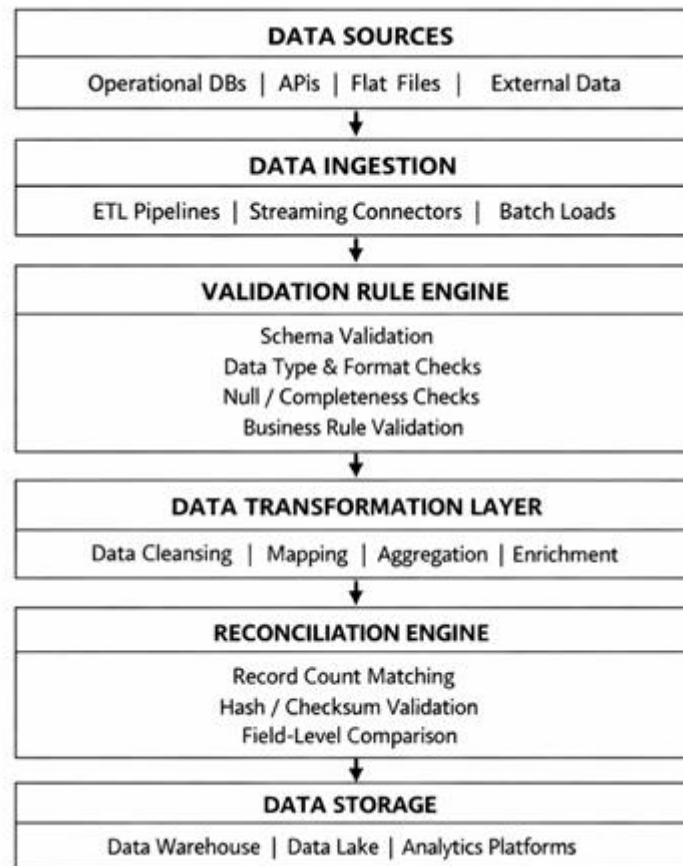 DATA SOURCES
Operational DBs | APis | Flat Files | External Data
DATA INGESTION
ETL Pipelines | Streaming Connectors | Batch Loads
VALIDATION RULE ENGINE
Schema Validation
Data Type & Format Checks
Null / Completeness Checks
Business Rule Validation
DATA TRANSFORMATION LAYER
Data Cleansing | Mapping | Aggregation | Enrichment
RECONCILIATION ENGINE
Record Count Matching
Hash / Checksum Validation
Field-Level Comparison
DATA STORAGE
Data Warehouse | Data Lake | Analytics Platforms